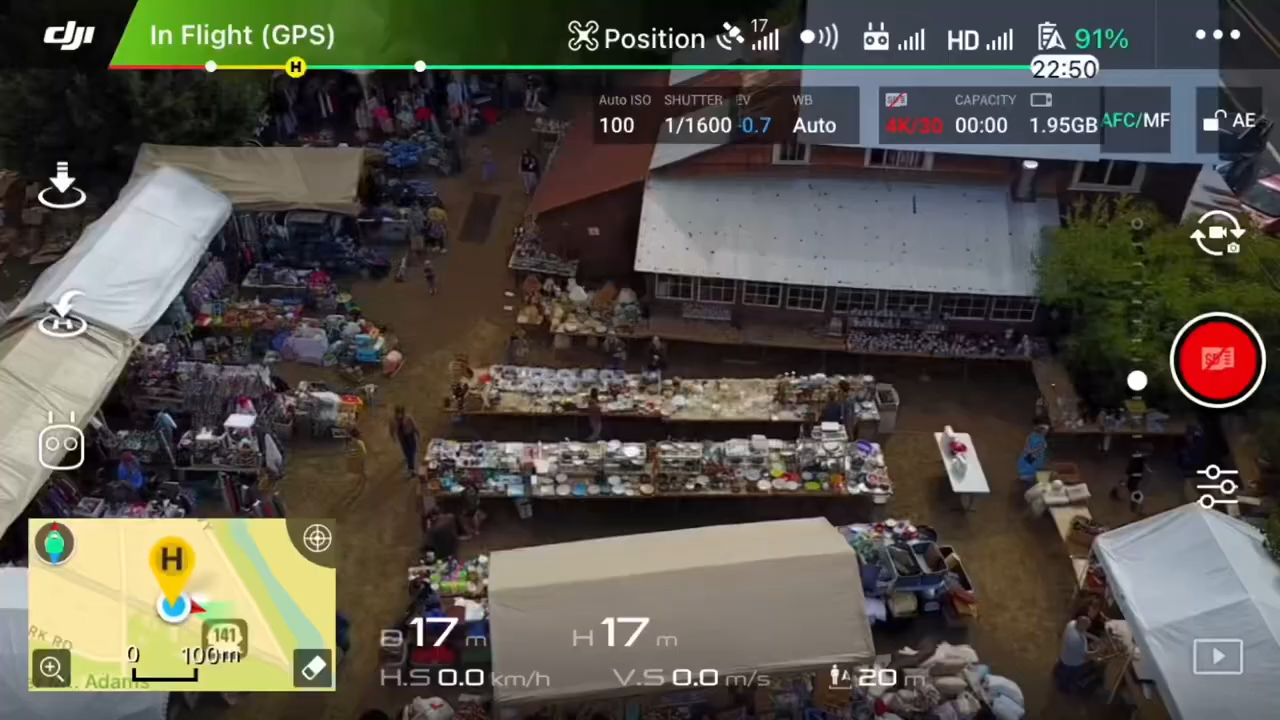 dji In Flight (GPS) Position 17 HD 91%
22:50
Auto ISO SHUTTER EV WB CAPACITY
100 1/1600 -0.7 Auto 4K/30 00:00 1.95GB AFC/MF AE
H
H
141
0 100m
Adams
D 17 m H 17 m
H.S 0.0 km/h V.S 0.0 m/s A 20 m